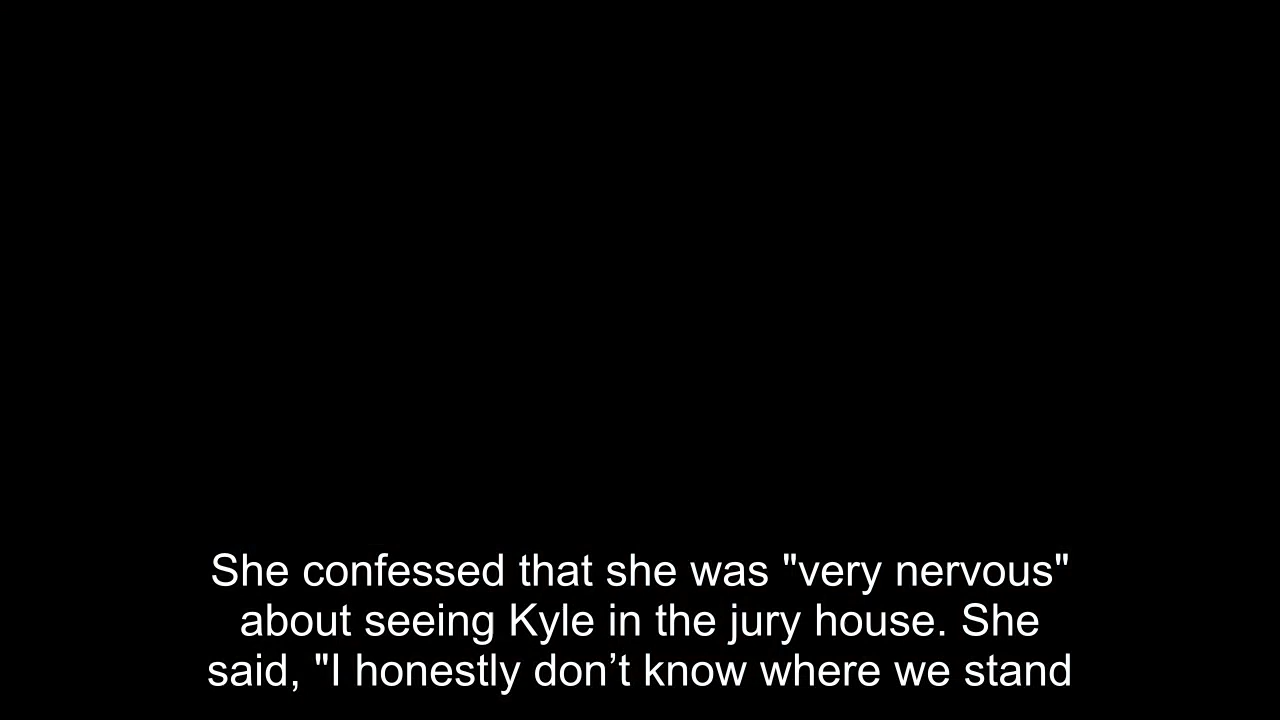 She confessed that she was "very nervous"
about seeing Kyle in the jury house. She
said, "I honestly don’t know where we stand